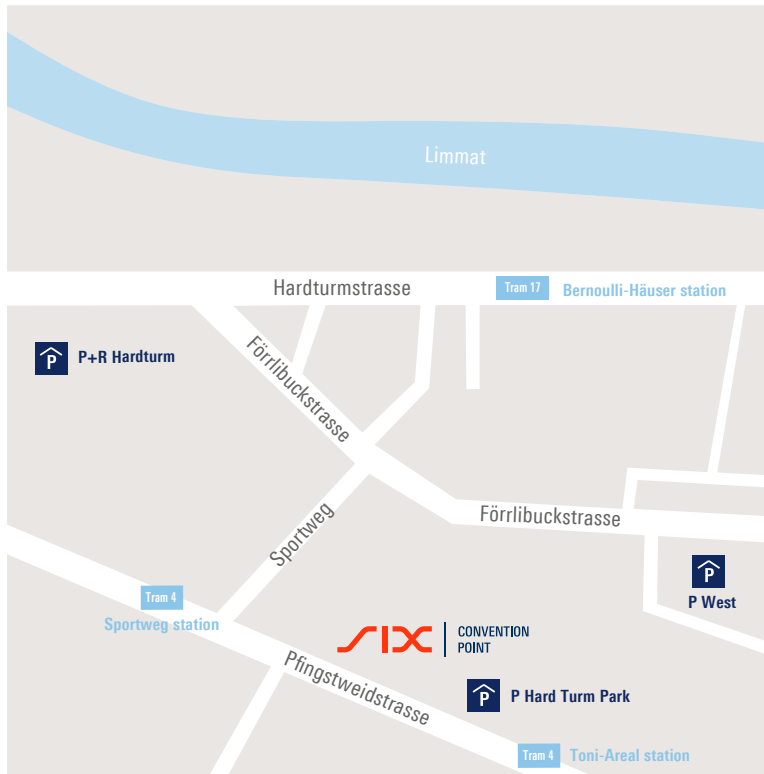 Limmat
Hardturmstrasse
Tram 17
Bernoulli-Häuser station
P
P+R Hardturm
Förrlibuckstrasse
Förrlibuckstrasse
Sportweg
P
P West
Tram 4
Sportweg station
SIX
CONVENTION
POINT
Pfingstweidstrasse
P
P Hard Turm Park
Tram 4
Toni-Areal station